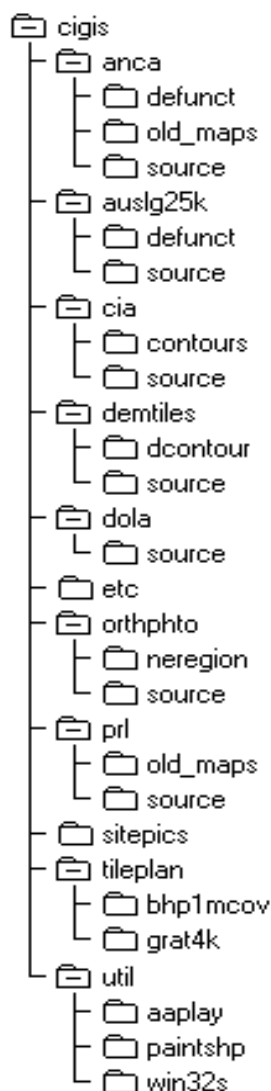 cigis
anca
defunct
old_maps
source
auslg25k
defunct
source
cia
contours
source
demtiles
dcontour
source
dola
source
etc
orthphto
neregion
source
prl
old_maps
source
sitepics
tileplan
bhp1mcov
grat4k
util
aaplay
paintshp
win32s